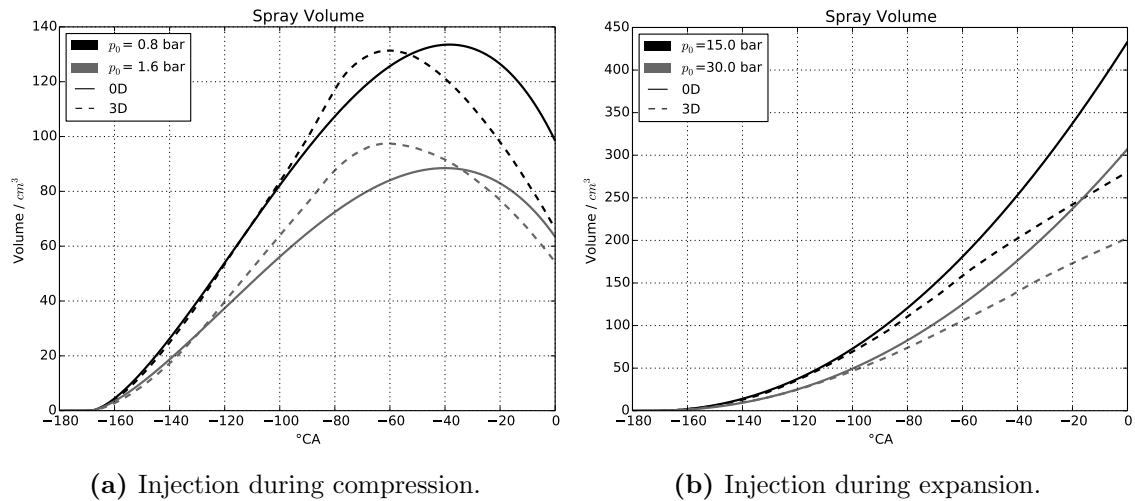 Spray Volume
140
120
100
80
60
40
20
0
Volume / cm³
p₀ = 0.8 bar
p₀ = 1.6 bar
0D
3D
−180 −160 −140 −120 −100 −80 −60 −40 −20 0
°CA
(a) Injection during compression.
Spray Volume
450
400
350
300
250
200
150
100
50
0
Volume / cm³
p₀ =15.0 bar
p₀ =30.0 bar
0D
3D
−180 −160 −140 −120 −100 −80 −60 −40 −20 0
°CA
(b) Injection during expansion.